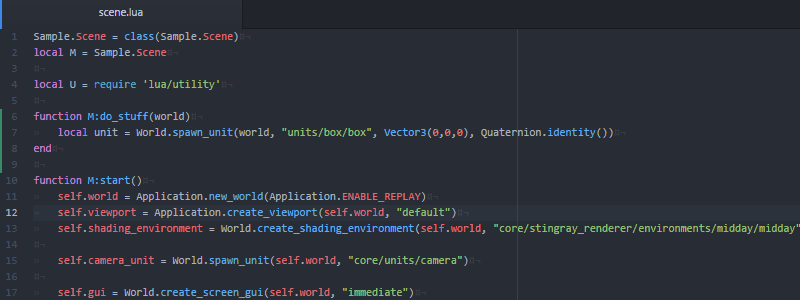 scene.lua
1 Sample.Scene = class(Sample.Scene)¤¬
2 local M = Sample.Scene¤¬
3 ¤¬
4 local U = require 'lua/utility'¤¬
5 ¤¬
6 function M:do_stuff(world)¤¬
7 » local unit = World.spawn_unit(world, "units/box/box", Vector3(0,0,0), Quaternion.identity())¤¬
8 end¤¬
9 ¤¬
10 function M:start()¤¬
11 » self.world = Application.new_world(Application.ENABLE_REPLAY)¤¬
12 » self.viewport = Application.create_viewport(self.world, "default")¤¬
13 » self.shading_environment = World.create_shading_environment(self.world, "core/stingray_renderer/environments/midday/midday"
14 ¤¬
15 » self.camera_unit = World.spawn_unit(self.world, "core/units/camera")¤¬
16 ¤¬
17 » self.gui = World.create_screen_gui(self.world, "immediate")¤¬